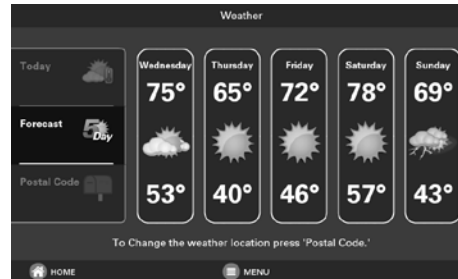 Weather
Today
Forecast
5 Day
Postal Code
Wednesday Thursday Friday Saturday Sunday
75° 65° 72° 78° 69°
53° 40° 46° 57° 43°
To Change the weather location press 'Postal Code.'
HOME MENU